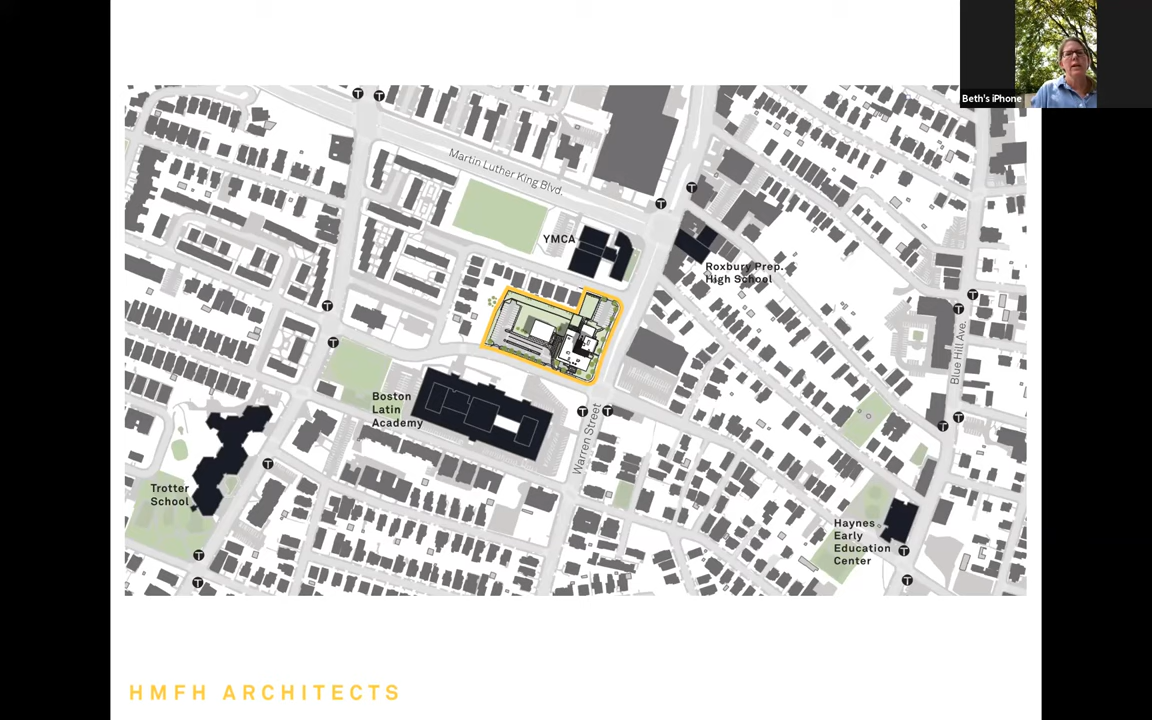 Beth's iPhone
T T
Martin Luther King Blvd.
T
T
YMCA
Roxbury Prep.
High School
T
T
T
T
Blue Hill Ave.
Boston
Latin
Academy
T T
T
T
Warren Street
T
Trotter
School
Haynes
Early
Education
Center
T
T
T
T
HMFH ARCHITECTS